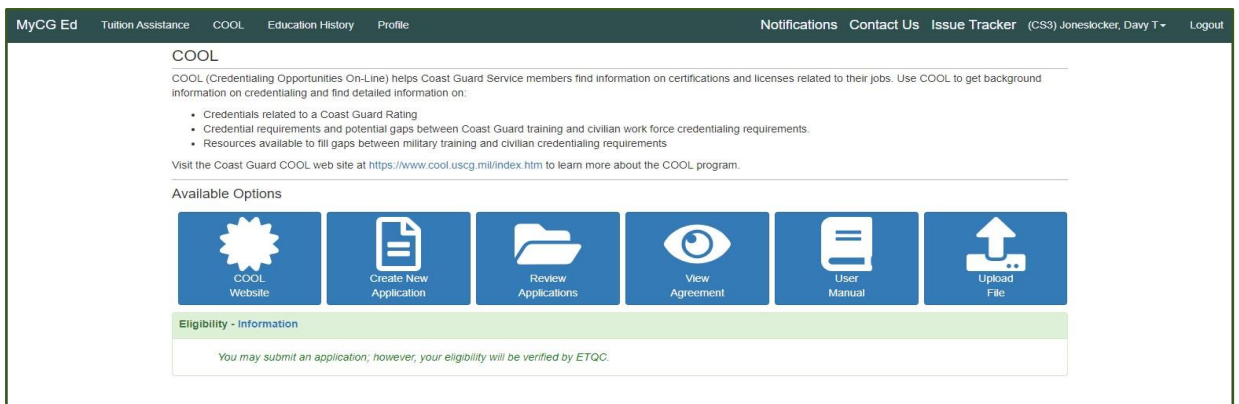 MyCG Ed Tuition Assistance COOL Education History Profile Notifications Contact Us Issue Tracker (CS3) Joneslocker, Davy T Logout
COOL
COOL (Credentialing Opportunities On-Line) helps Coast Guard Service members find information on certifications and licenses related to their jobs. Use COOL to get background
information on credentialing and find detailed information on:
• Credentials related to a Coast Guard Rating
• Credential requirements and potential gaps between Coast Guard training and civilian work force credentialing requirements.
• Resources available to fill gaps between military training and civilian credentialing requirements
Visit the Coast Guard COOL web site at https://www.cool.uscg.mil/index.htm to learn more about the COOL program.
Available Options
COOL
Website
Create New
Application
Review
Applications
View
Agreement
User
Manual
Upload
File
Eligibility - Information
You may submit an application; however, your eligibility will be verified by ETQC.